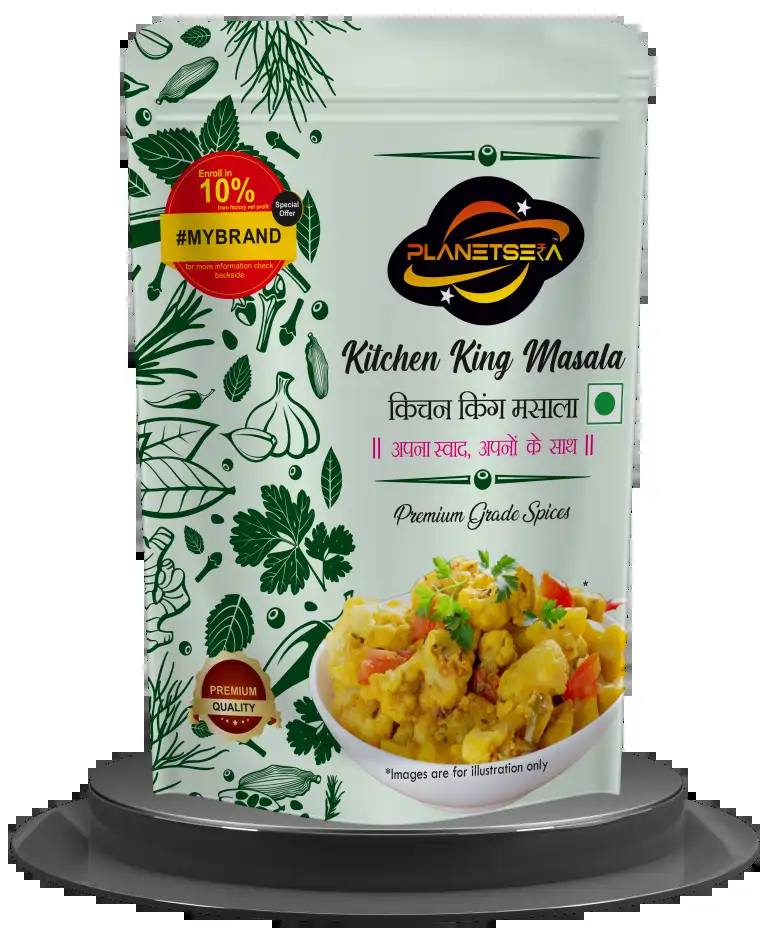 Enroll in
10%
from factory net profit
Special
Offer
#MYBRAND
for more information check
backside
PLANETSERA
Kitchen King Masala
किचन किंग मसाला
|| अपना स्वाद, अपनों के साथ ||
Premium Grade Spices
*
PREMIUM
QUALITY
*Images are for illustration only